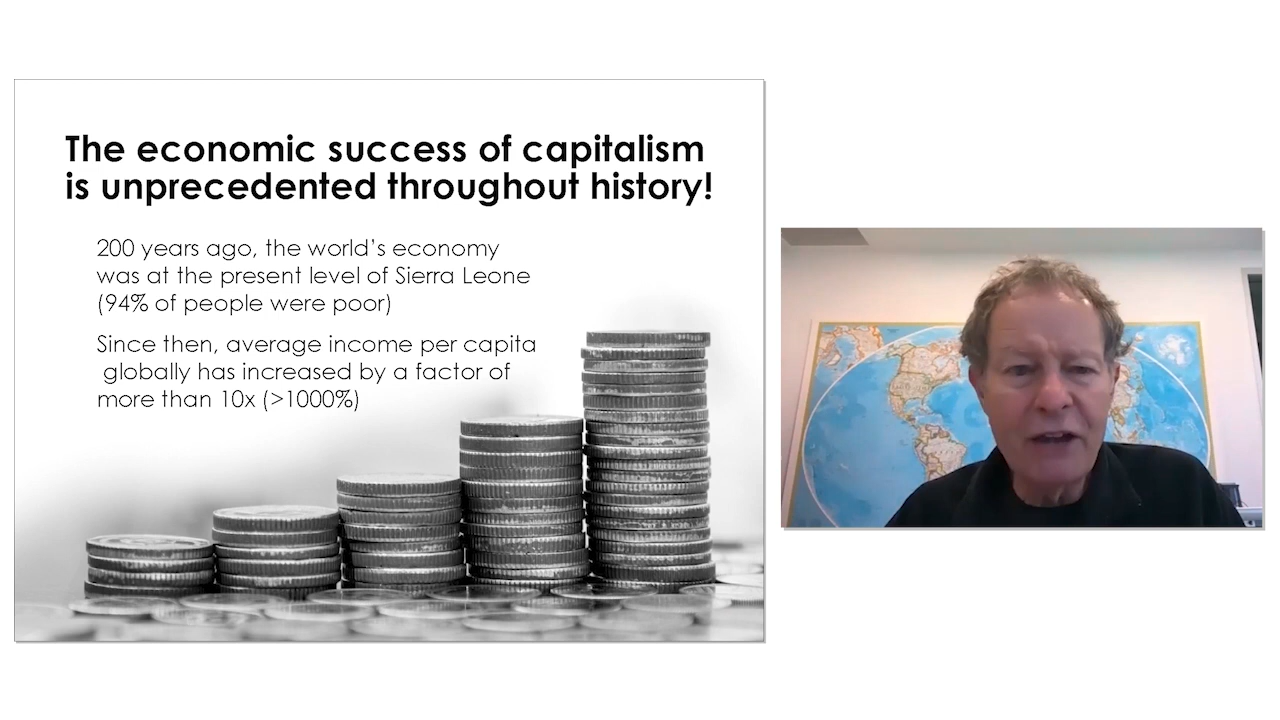 The economic success of capitalism
is unprecedented throughout history!
200 years ago, the world's economy
was at the present level of Sierra Leone
(94% of people were poor)
Since then, average income per capita
globally has increased by a factor of
more than 10x (>1000%)